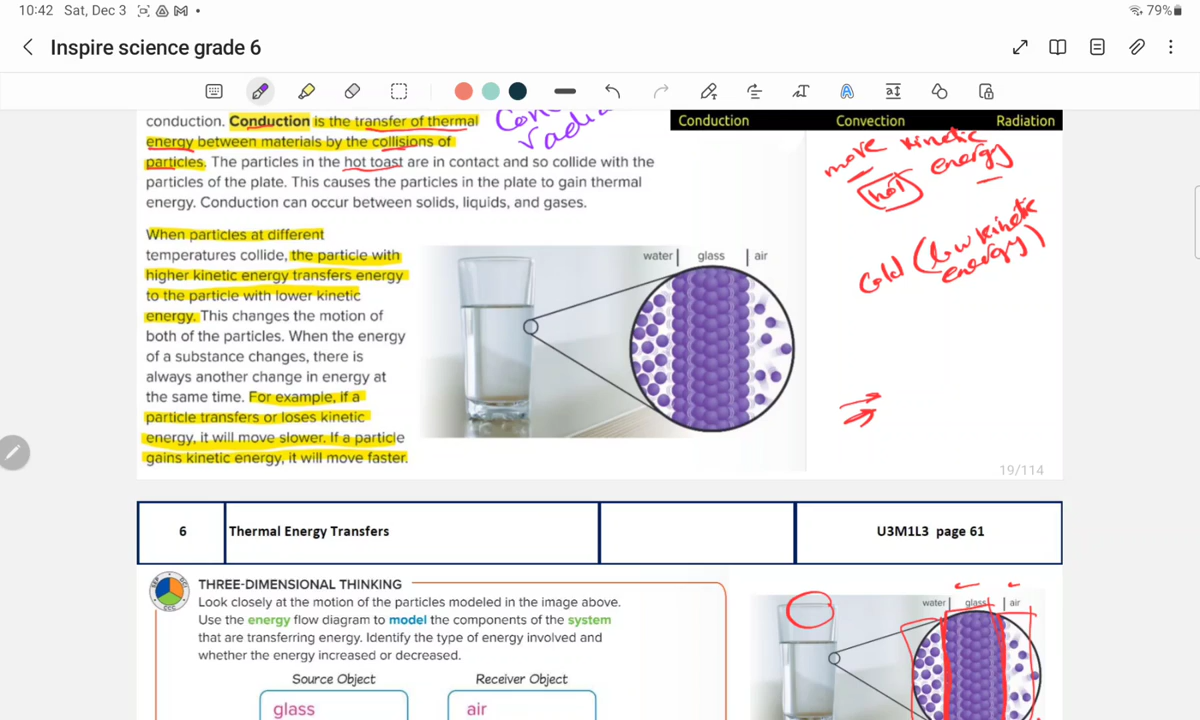 10:42 Sat, Dec 3
79%
Inspire science grade 6
conduction. Conduction is the transfer of thermal
energy between materials by the collisions of
particles. The particles in the hot toast are in contact and so collide with the
particles of the plate. This causes the particles in the plate to gain thermal
energy. Conduction can occur between solids, liquids, and gases.
Conduction Convection Radiation
more kinetic
energy
hot
cold (low kinetic
energy)
When particles at different
temperatures collide, the particle with
higher kinetic energy transfers energy
to the particle with lower kinetic
energy. This changes the motion of
both of the particles. When the energy
of a substance changes, there is
always another change in energy at
the same time. For example, if a
particle transfers or loses kinetic
energy, it will move slower. If a particle
gains kinetic energy, it will move faster.
water glass air
19/114
6 Thermal Energy Transfers U3M1L3 page 61
THREE-DIMENSIONAL THINKING
Look closely at the motion of the particles modeled in the image above.
Use the energy flow diagram to model the components of the system
that are transferring energy. Identify the type of energy involved and
whether the energy increased or decreased.
Source Object Receiver Object
glass air
water glass air